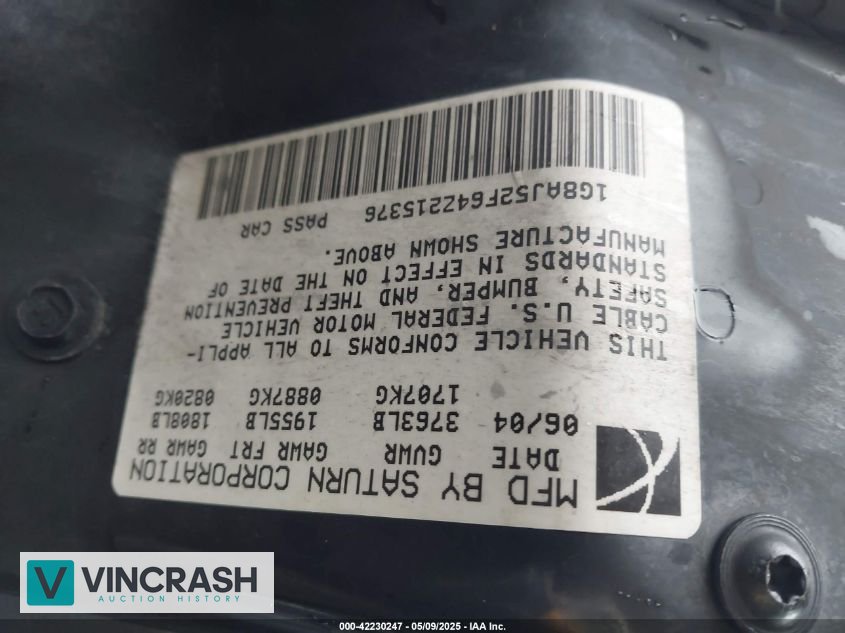 MFD BY SATURN CORPORATION
DATE GVWR GAWR FRT GAWR RR
06/04 3763LB 1955LB 1808LB
1707KG 0887KG 0820KG
THIS VEHICLE CONFORMS TO ALL APPLI-
CABLE U.S. FEDERAL MOTOR VEHICLE
SAFETY, BUMPER, AND THEFT PREVENTION
STANDARDS IN EFFECT ON THE DATE OF
MANUFACTURE SHOWN ABOVE.
1G8AJ52F64Z215376 PASS CAR
V VINCRASH
AUCTION HISTORY
000-42230247 - 05/09/2025 - IAA Inc.